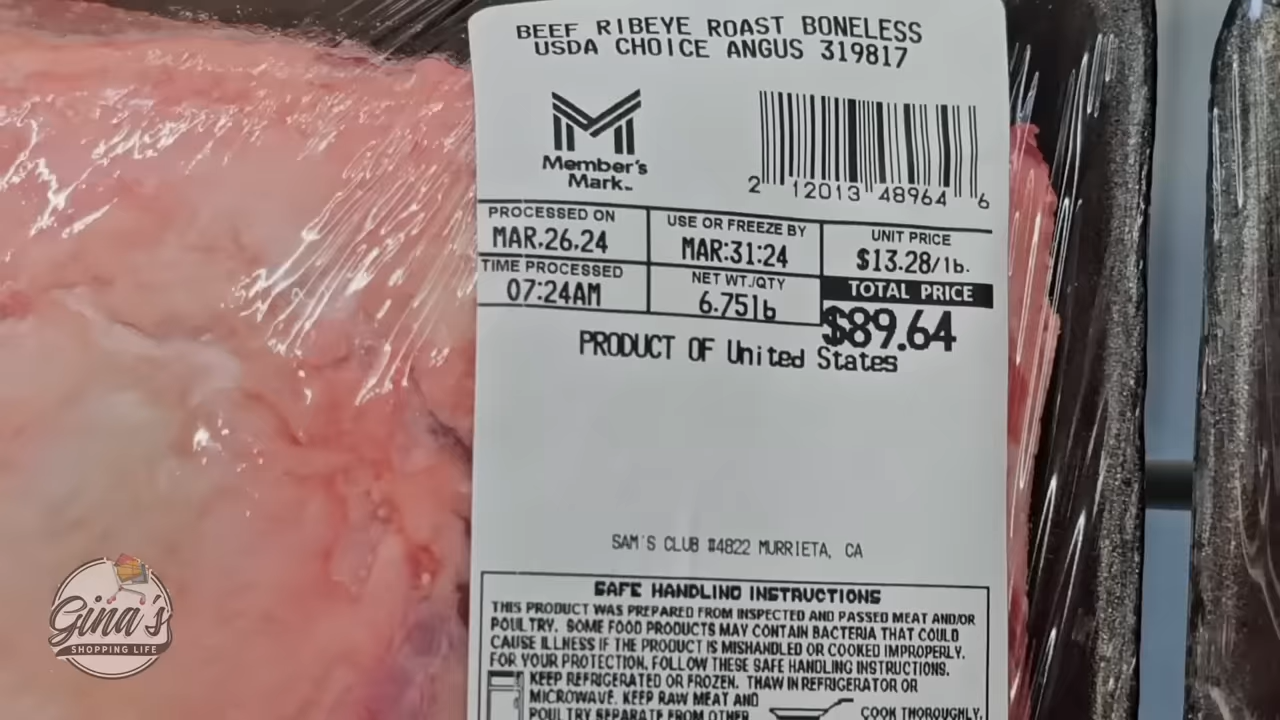 BEEF RIBEYE ROAST BONELESS
USDA CHOICE ANGUS 319817
Member's
Mark™
2 12013 48964 6
PROCESSED ON
MAR.26.24
USE OR FREEZE BY
MAR:31:24
UNIT PRICE
$13.28/lb.
TIME PROCESSED
07:24AM
NET WT./QTY
6.75lb
TOTAL PRICE
$89.64
PRODUCT OF United States
SAM'S CLUB #4822 MURRIETA, CA
SAFE HANDLING INSTRUCTIONS
THIS PRODUCT WAS PREPARED FROM INSPECTED AND PASSED MEAT AND/OR
POULTRY. SOME FOOD PRODUCTS MAY CONTAIN BACTERIA THAT COULD
CAUSE ILLNESS IF THE PRODUCT IS MISHANDLED OR COOKED IMPROPERLY.
FOR YOUR PROTECTION, FOLLOW THESE SAFE HANDLING INSTRUCTIONS.
KEEP REFRIGERATED OR FROZEN. THAW IN REFRIGERATOR OR
MICROWAVE. KEEP RAW MEAT AND
POULTRY SEPARATE FROM OTHER
COOK THOROUGHLY.
Gina's
SHOPPING LIFE